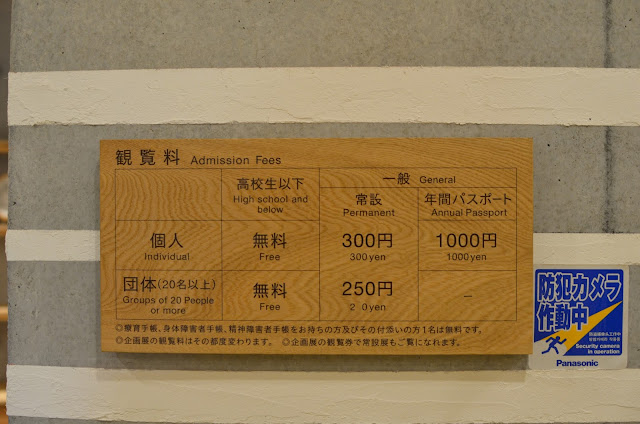 観覧料 Admission Fees
高校生以下
High school and
below
一般 General
常設
Permanent
年間パスポート
Annual Passport
個人
Individual
無料
Free
300円
300yen
1000円
1000yen
団体(20名以上)
Groups of 20 People
or more
無料
Free
250円
2 0yen
—
◎療育手帳、身体障害者手帳、精神障害者手帳をお持ちの方及びその付添いの方1名は無料です。
◎企画展の観覧料はその都度変わります。 ◎企画展の観覧券で常設展もご覧になれます。
防犯カメラ
作動中
Security camera
in operation
Panasonic